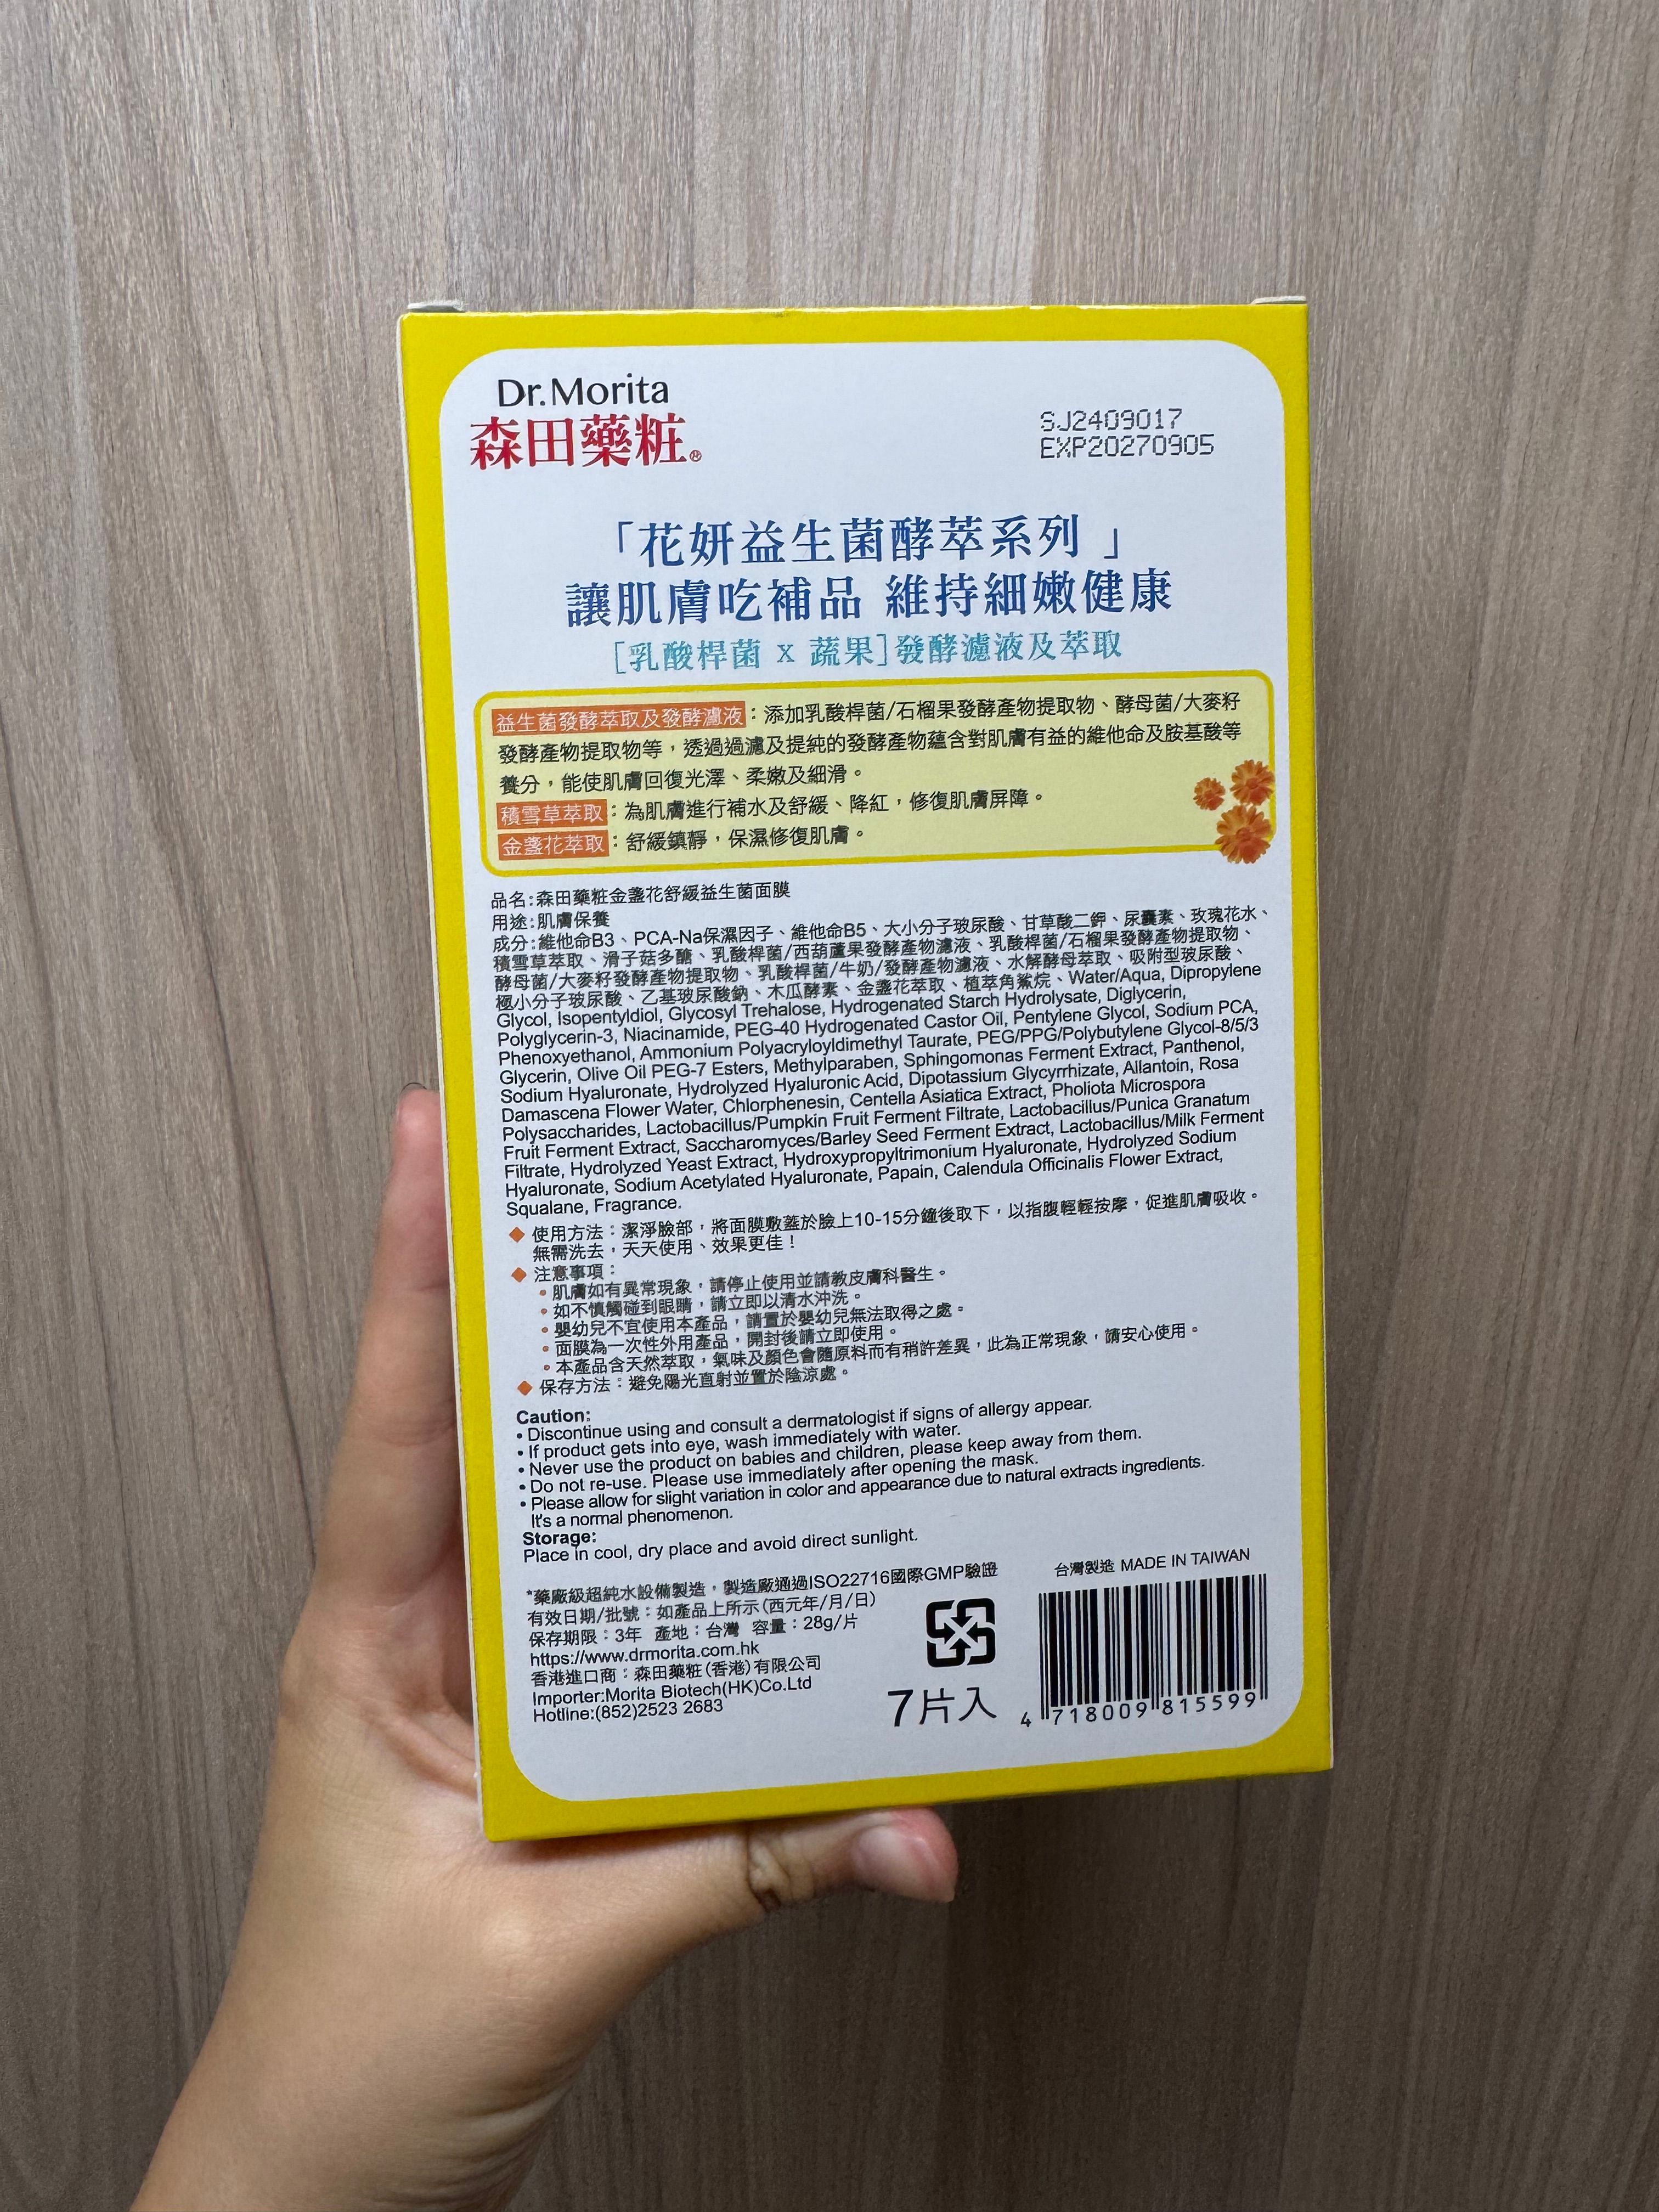 Dr.Morita
森田藥粧®
SJ2409017
EXP20270905
「花妍益生菌酵萃系列 」
讓肌膚吃補品 維持細嫩健康
[乳酸桿菌 x 蔬果]發酵濾液及萃取
益生菌發酵萃取及發酵濾液：添加乳酸桿菌/石榴果發酵產物提取物、酵母菌/大麥籽
發酵產物提取物等，透過過濾及提純的發酵產物蘊含對肌膚有益的維他命及胺基酸等
養分，能使肌膚回復光澤、柔嫩及細滑。
積雪草萃取：為肌膚進行補水及舒緩、降紅，修復肌膚屏障。
金盞花萃取：舒緩鎮靜，保濕修復肌膚。
品名:森田藥粧金盞花舒緩益生菌面膜
用途:肌膚保養
成分:維他命B3、PCA-Na保濕因子、維他命B5、大小分子玻尿酸、甘草酸二鉀、尿囊素、玫瑰花水、
積雪草萃取、滑子菇多醣、乳酸桿菌/西葫蘆果發酵產物濾液、乳酸桿菌/石榴果發酵產物提取物、
酵母菌/大麥籽發酵產物提取物、乳酸桿菌/牛奶/發酵產物濾液、水解酵母萃取、吸附型玻尿酸、
極小分子玻尿酸、乙基玻尿酸鈉、木瓜酵素、金盞花萃取、植萃角鯊烷、Water/Aqua, Dipropylene
Glycol, Isopentyldiol, Glycosyl Trehalose, Hydrogenated Starch Hydrolysate, Diglycerin,
Polyglycerin-3, Niacinamide, PEG-40 Hydrogenated Castor Oil, Pentylene Glycol, Sodium PCA,
Phenoxyethanol, Ammonium Polyacryloyldimethyl Taurate, PEG/PPG/Polybutylene Glycol-8/5/3
Glycerin, Olive Oil PEG-7 Esters, Methylparaben, Sphingomonas Ferment Extract, Panthenol,
Sodium Hyaluronate, Hydrolyzed Hyaluronic Acid, Dipotassium Glycyrrhizate, Allantoin, Rosa
Damascena Flower Water, Chlorphenesin, Centella Asiatica Extract, Pholiota Microspora
Polysaccharides, Lactobacillus/Pumpkin Fruit Ferment Filtrate, Lactobacillus/Punica Granatum
Fruit Ferment Extract, Saccharomyces/Barley Seed Ferment Extract, Lactobacillus/Milk Ferment
Filtrate, Hydrolyzed Yeast Extract, Hydroxypropyltrimonium Hyaluronate, Hydrolyzed Sodium
Hyaluronate, Sodium Acetylated Hyaluronate, Papain, Calendula Officinalis Flower Extract,
Squalane, Fragrance.
◆ 使用方法：潔淨臉部，將面膜敷蓋於臉上10-15分鐘後取下，以指腹輕輕按摩，促進肌膚吸收。
無需洗去，天天使用、效果更佳！
◆ 注意事項：
• 肌膚如有異常現象，請停止使用並請教皮膚科醫生。
• 如不慎觸碰到眼睛，請立即以清水沖洗。
• 嬰幼兒不宜使用本產品，請置於嬰幼兒無法取得之處。
• 面膜為一次性外用產品，開封後請立即使用。
• 本產品含天然萃取，氣味及顏色會隨原料而有稍許差異，此為正常現象，請安心使用。
◆ 保存方法：避免陽光直射並置於陰涼處。
Caution:
• Discontinue using and consult a dermatologist if signs of allergy appear.
• If product gets into eye, wash immediately with water.
• Never use the product on babies and children, please keep away from them.
• Do not re-use. Please use immediately after opening the mask.
• Please allow for slight variation in color and appearance due to natural extracts ingredients.
It's a normal phenomenon.
Storage:
Place in cool, dry place and avoid direct sunlight.
*藥廠級超純水設備製造，製造廠通過ISO22716國際GMP驗證
有效日期/批號：如產品上所示(西元年/月/日)
保存期限：3年 產地：台灣 容量：28g/片
https://www.drmorita.com.hk
香港進口商：森田藥粧(香港)有限公司
Importer:Morita Biotech(HK)Co.Ltd
Hotline:(852)2523 2683
7片入
台灣製造 MADE IN TAIWAN
4 718009 815599